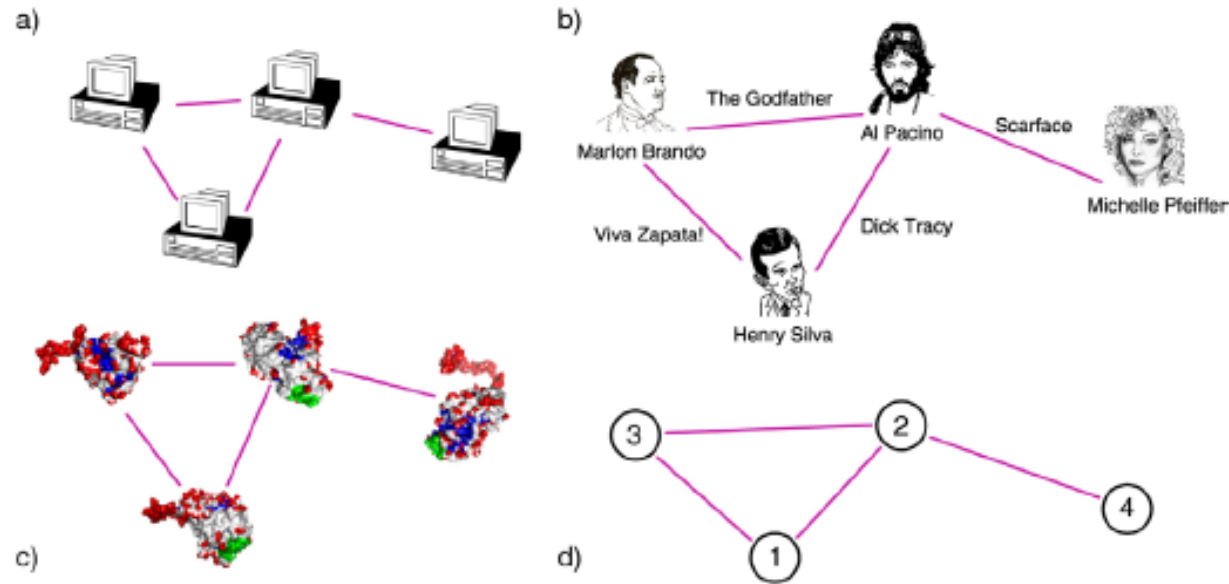 a)
b)
The Godfather
Marlon Brando
Al Pacino
Scarface
Michelle Pfeiffer
Viva Zapata!
Dick Tracy
Henry Silva
3
2
4
1
c)
d)